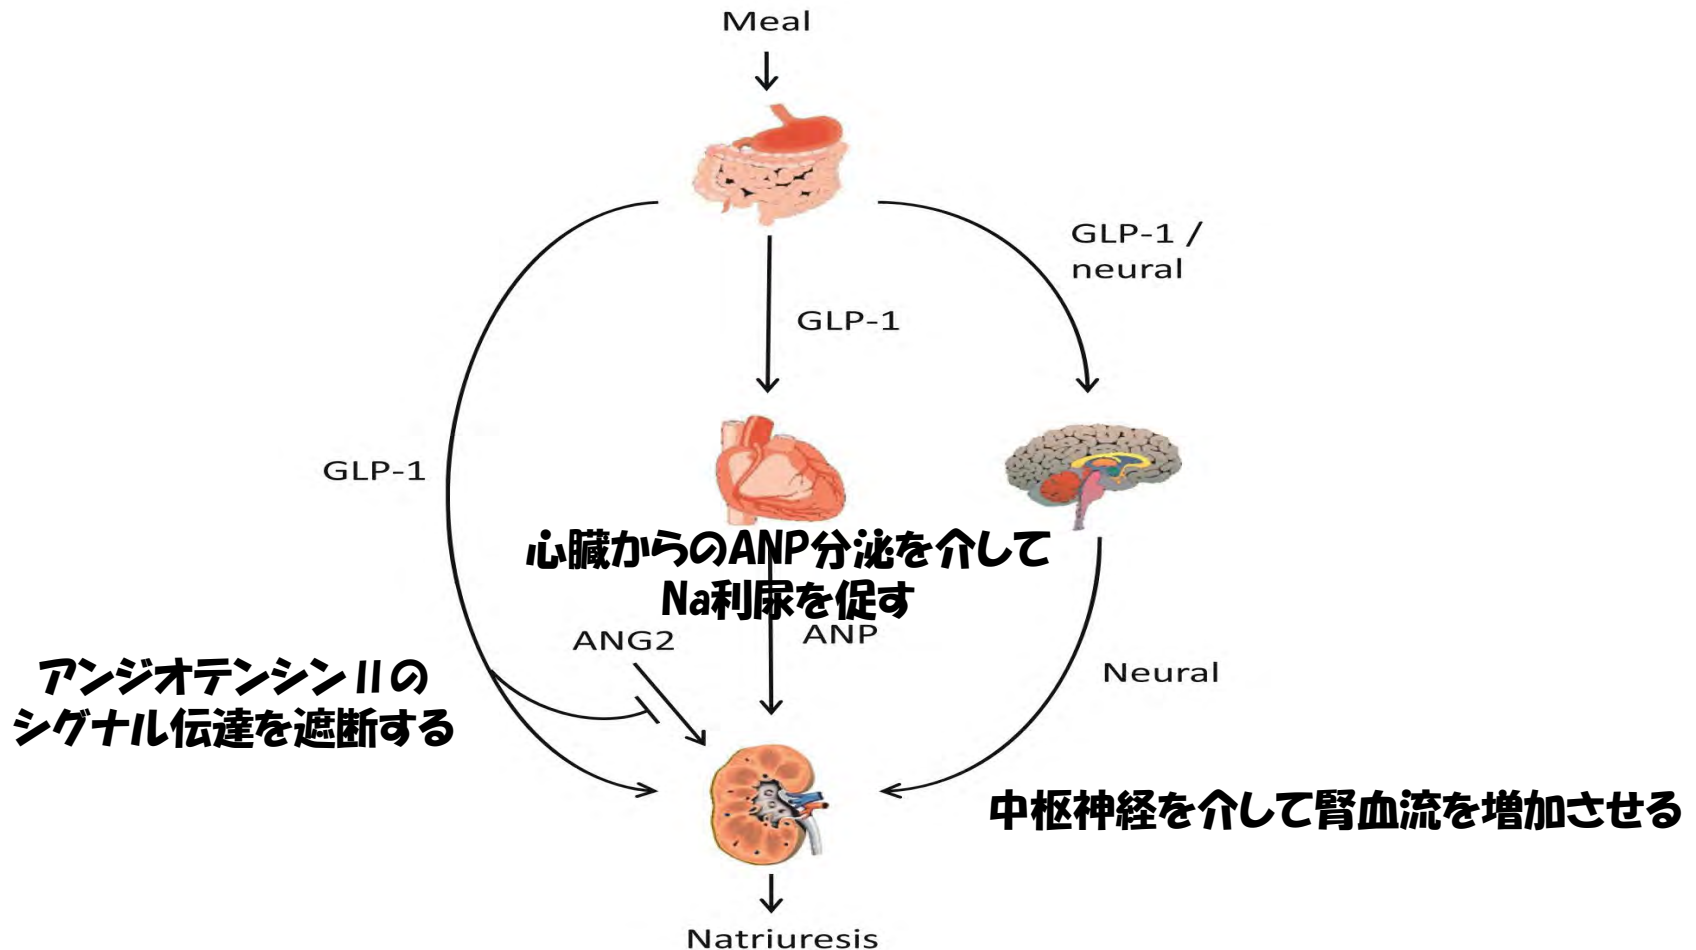 Meal
GLP-1 /
neural
GLP-1
GLP-1
心臓からのANP分泌を介して
Na利尿を促す
ANG2
ANP
アンジオテンシンⅡの
シグナル伝達を遮断する
Neural
中枢神経を介して腎血流を増加させる
Natriuresis